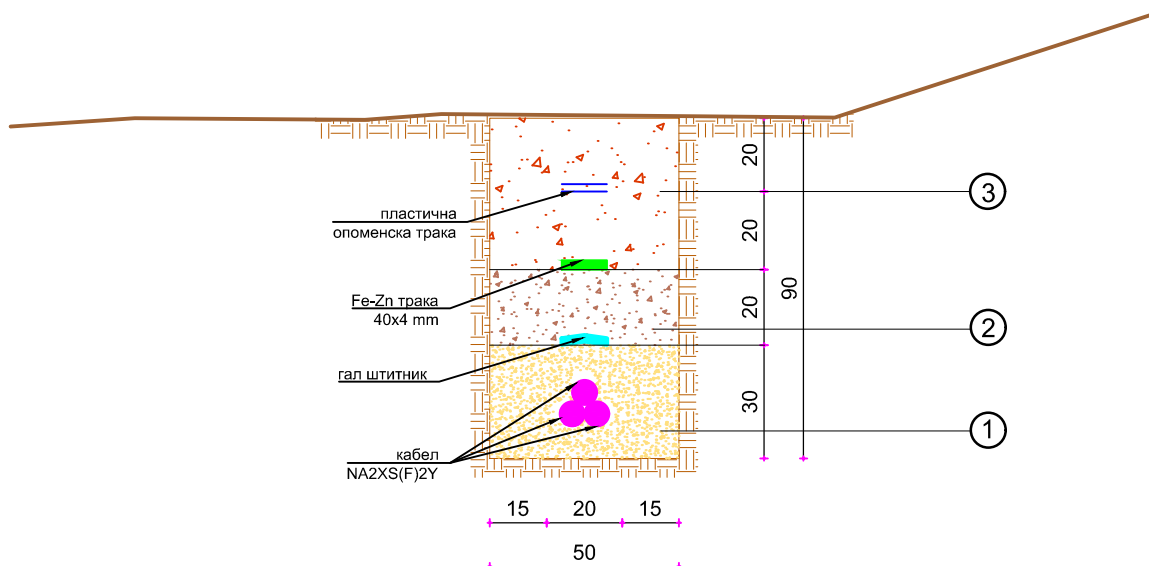 20
3
пластична
опоменска трака
20
90
Fe-Zn трака
40x4 mm
20
2
гал штитник
30
1
кабел
NA2XS(F)2Y
15 20 15
50